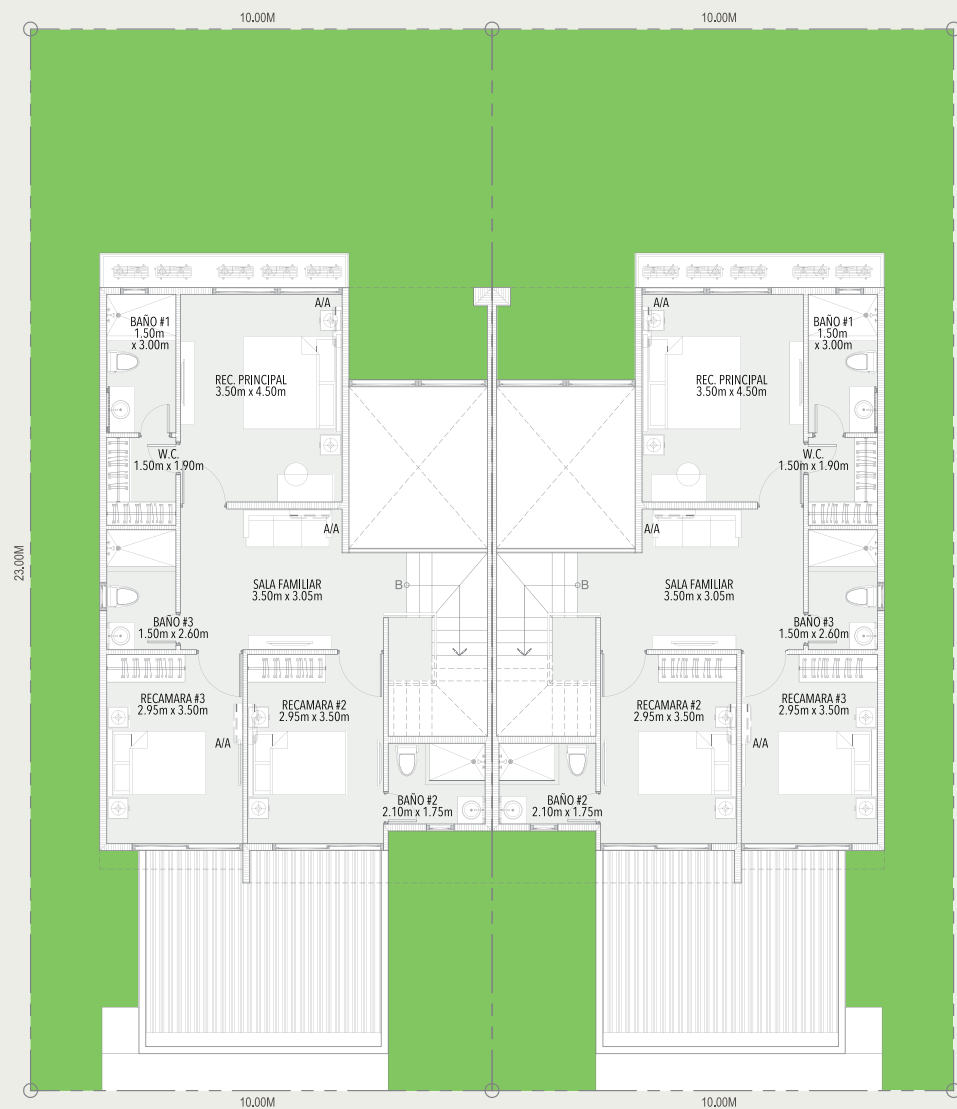 10.00M
10.00M
A/A
A/A
BAÑO #1
1.50m
x 3.00m
BAÑO #1
1.50m
x 3.00m
REC. PRINCIPAL
3.50m x 4.50m
REC. PRINCIPAL
3.50m x 4.50m
W.C.
1.50m x 1.90m
W.C.
1.50m x 1.90m
A/A
A/A
23.00M
SALA FAMILIAR
3.50m x 3.05m
B
B
SALA FAMILIAR
3.50m x 3.05m
BAÑO #3
1.50m x 2.60m
BAÑO #3
1.50m x 2.60m
RECAMARA #3
2.95m x 3.50m
RECAMARA #2
2.95m x 3.50m
RECAMARA #2
2.95m x 3.50m
RECAMARA #3
2.95m x 3.50m
A/A
A/A
BAÑO #2
2.10m x 1.75m
BAÑO #2
2.10m x 1.75m
10.00M
10.00M